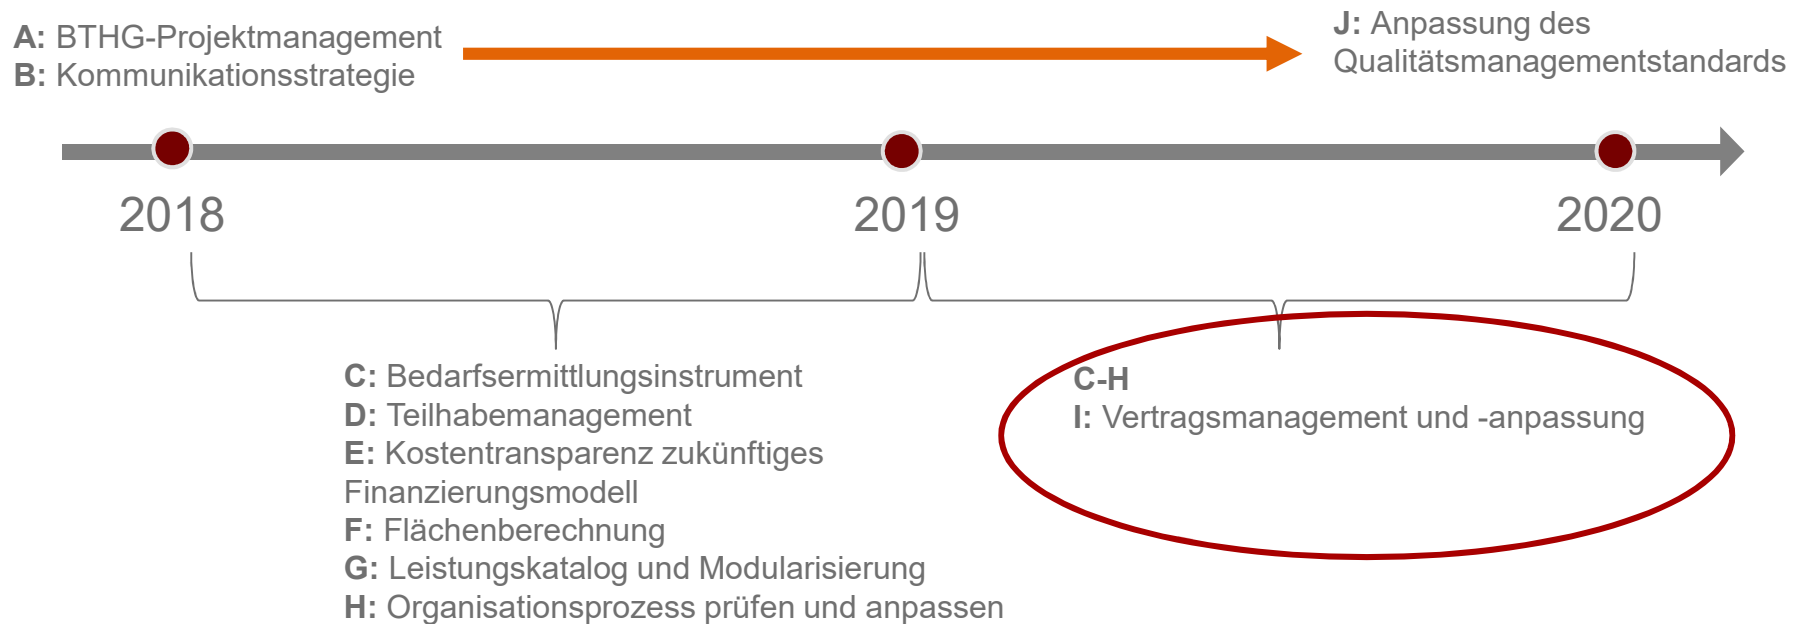 A: BTHG-Projektmanagement
B: Kommunikationsstrategie
J: Anpassung des
Qualitätsmanagementstandards
2018
2019
2020
C: Bedarfsermittlungsinstrument
D: Teilhabemanagement
E: Kostentransparenz zukünftiges
Finanzierungsmodell
F: Flächenberechnung
G: Leistungskatalog und Modularisierung
H: Organisationsprozess prüfen und anpassen
C-H
I: Vertragsmanagement und -anpassung